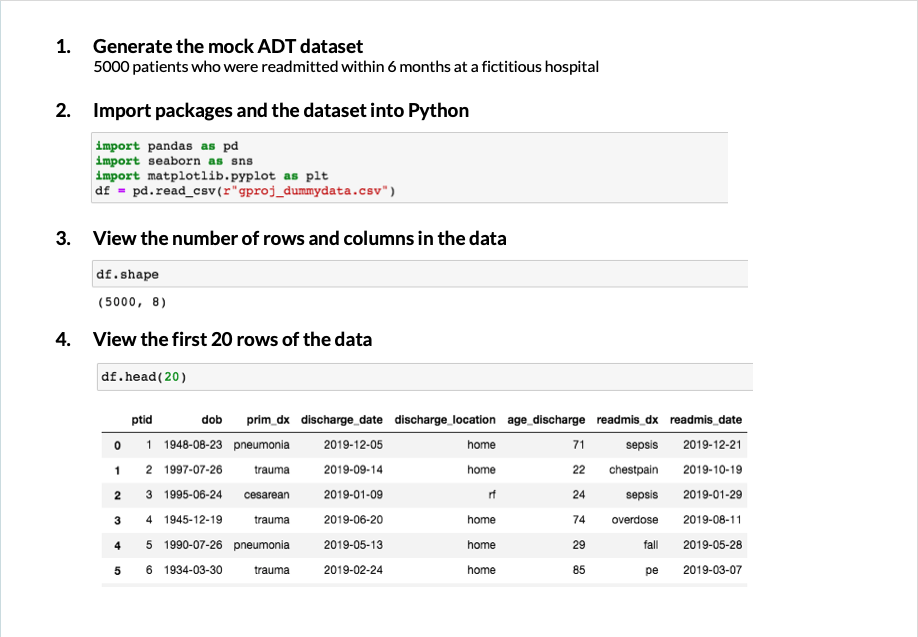 1. Generate the mock ADT dataset
5000 patients who were readmitted within 6 months at a fictitious hospital
2. Import packages and the dataset into Python
import pandas as pd
import seaborn as sns
import matplotlib.pyplot as plt
df = pd.read_csv(r"gproj_dummydata.csv")
3. View the number of rows and columns in the data
df.shape
(5000, 8)
4. View the first 20 rows of the data
df.head(20)
ptid dob prim_dx discharge_date discharge_location age_discharge readmis_dx readmis_date
0 1 1948-08-23 pneumonia 2019-12-05 home 71 sepsis 2019-12-21
1 2 1997-07-26 trauma 2019-09-14 home 22 chestpain 2019-10-19
2 3 1995-06-24 cesarean 2019-01-09 rf 24 sepsis 2019-01-29
3 4 1945-12-19 trauma 2019-06-20 home 74 overdose 2019-08-11
4 5 1990-07-26 pneumonia 2019-05-13 home 29 fall 2019-05-28
5 6 1934-03-30 trauma 2019-02-24 home 85 pe 2019-03-07